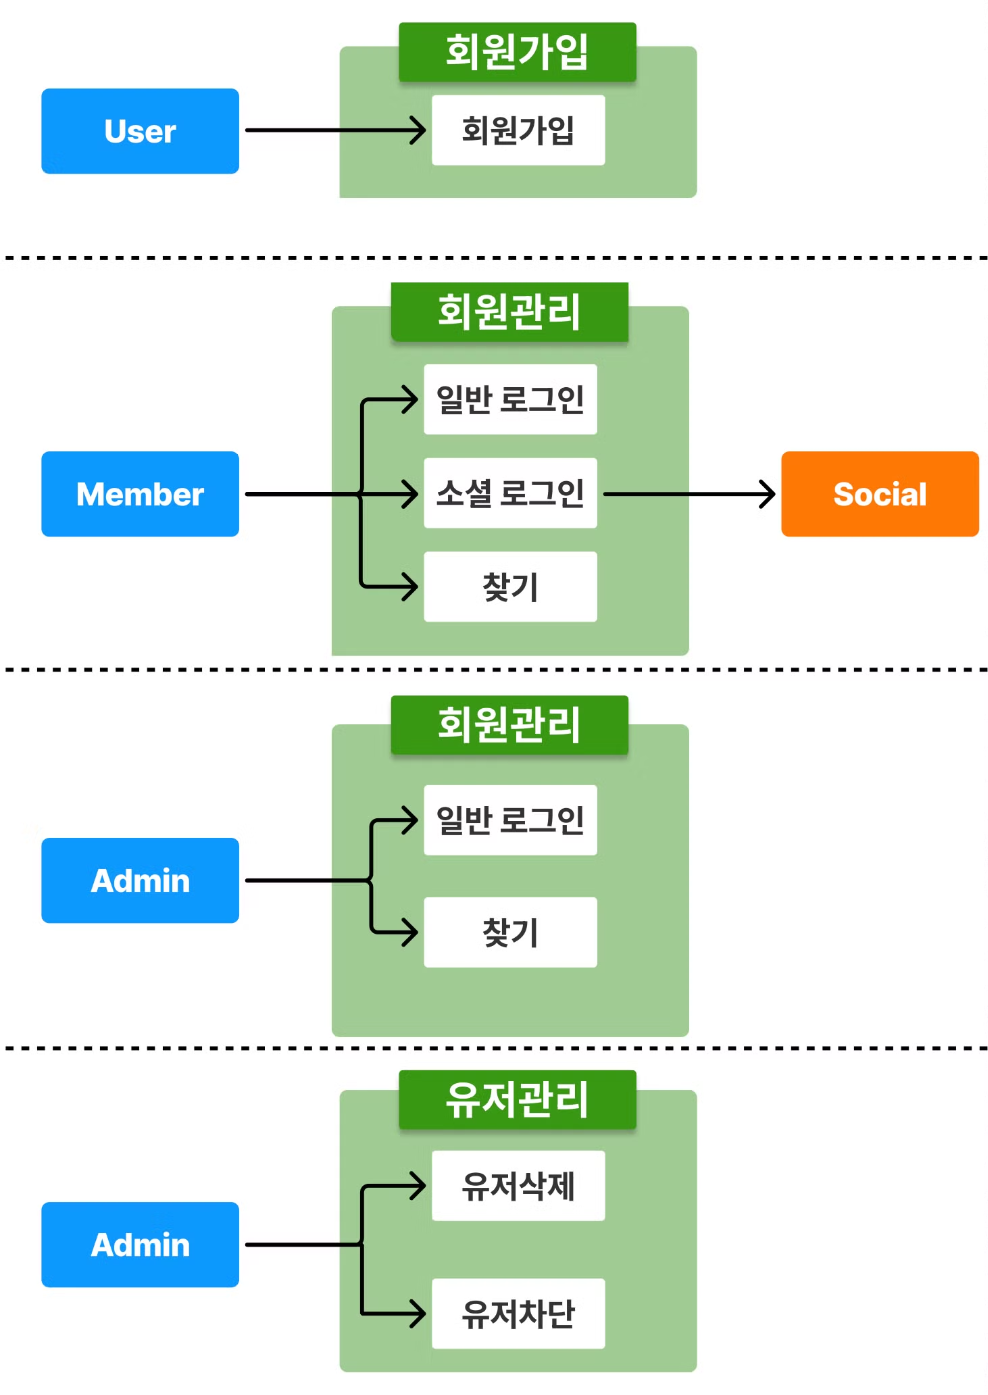 회원가입
User
회원가입
회원관리
일반 로그인
Member
소셜 로그인
Social
찾기
회원관리
일반 로그인
Admin
찾기
유저관리
유저삭제
Admin
유저차단